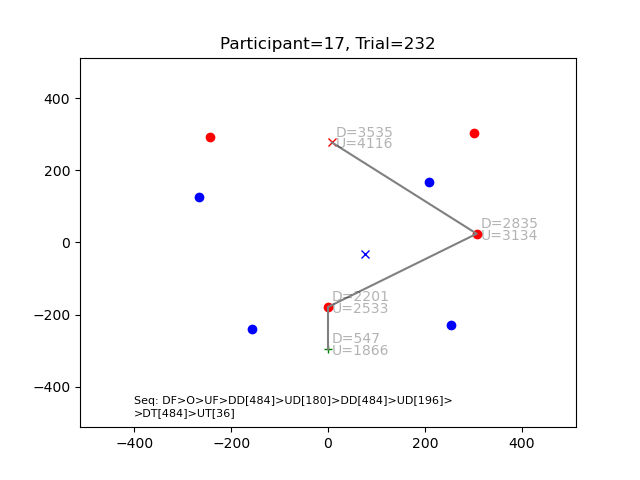 Participant=17, Trial=232
400
200
0
−200
−400
D=3535
U=4116
D=2835
U=3134
D=2201
U=2533
D=547
U=1866
Seq: DF>O>UF>DD[484]>UD[180]>DD[484]>UD[196]>
>DT[484]>UT[36]
−400
−200
0
200
400